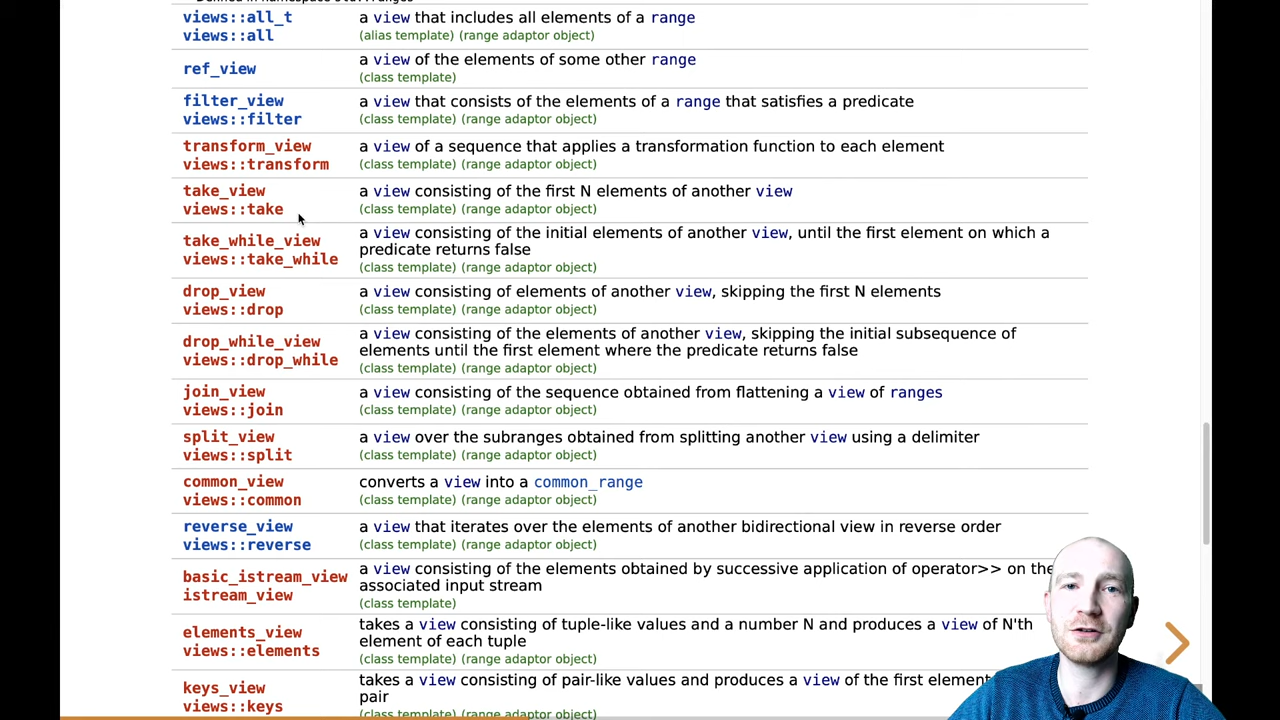 views::all_t
views::all
a view that includes all elements of a range
(alias template) (range adaptor object)
ref_view
a view of the elements of some other range
(class template)
filter_view
views::filter
a view that consists of the elements of a range that satisfies a predicate
(class template) (range adaptor object)
transform_view
views::transform
a view of a sequence that applies a transformation function to each element
(class template) (range adaptor object)
take_view
views::take
a view consisting of the first N elements of another view
(class template) (range adaptor object)
take_while_view
views::take_while
a view consisting of the initial elements of another view, until the first element on which a
predicate returns false
(class template) (range adaptor object)
drop_view
views::drop
a view consisting of elements of another view, skipping the first N elements
(class template) (range adaptor object)
drop_while_view
views::drop_while
a view consisting of the elements of another view, skipping the initial subsequence of
elements until the first element where the predicate returns false
(class template) (range adaptor object)
join_view
views::join
a view consisting of the sequence obtained from flattening a view of ranges
(class template) (range adaptor object)
split_view
views::split
a view over the subranges obtained from splitting another view using a delimiter
(class template) (range adaptor object)
common_view
views::common
converts a view into a common_range
(class template) (range adaptor object)
reverse_view
views::reverse
a view that iterates over the elements of another bidirectional view in reverse order
(class template) (range adaptor object)
basic_istream_view
istream_view
a view consisting of the elements obtained by successive application of operator>> on the
associated input stream
(class template)
elements_view
views::elements
takes a view consisting of tuple-like values and a number N and produces a view of N'th
element of each tuple
(class template) (range adaptor object)
keys_view
views::keys
takes a view consisting of pair-like values and produces a view of the first element
pair
(class template) (range adaptor object)